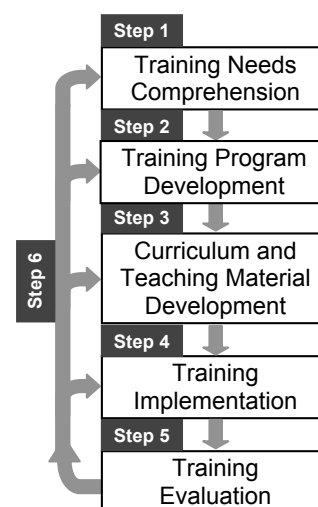 Step 1
Training Needs
Comprehension
Step 2
Training Program
Development
Step 3
Curriculum and
Teaching Material
Development
Step 4
Training
Implementation
Step 5
Training
Evaluation
Step 6